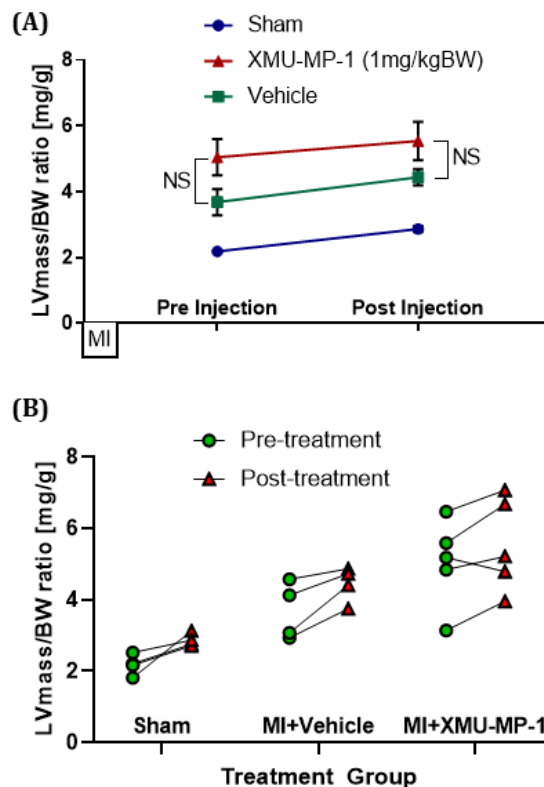 (A)
Sham
XMU-MP-1 (1mg/kgBW)
Vehicle
LVmass/BW ratio [mg/g]
8
6
4
2
0
NS
NS
Pre Injection
Post Injection
MI
(B)
Pre-treatment
Post-treatment
LVmass/BW ratio [mg/g]
8
6
4
2
0
Sham
MI+Vehicle
MI+XMU-MP-1
Treatment Group